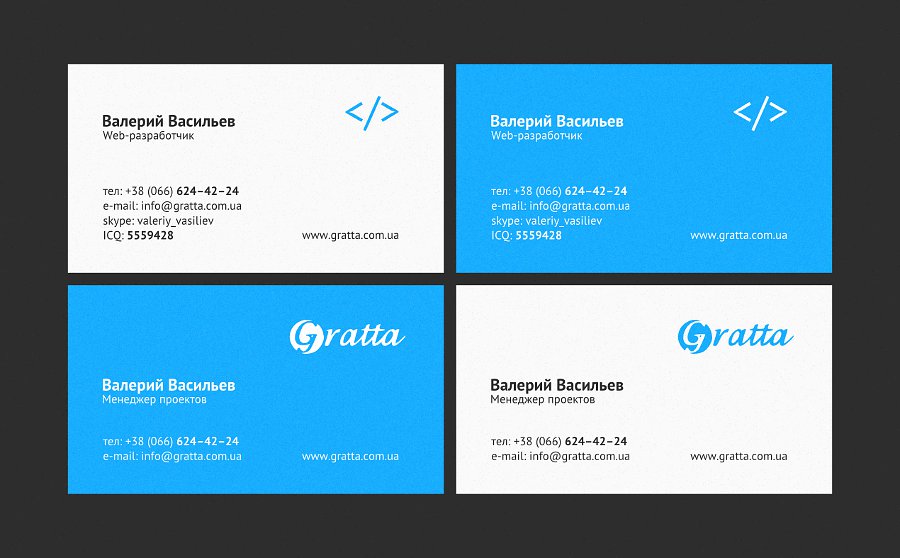 Валерий Васильев
Web-разработчик
</>
тел: +38 (066) 624–42–24
e-mail: info@gratta.com.ua
skype: valeriy_vasiliev
ICQ: 5559428
www.gratta.com.ua
Валерий Васильев
Web-разработчик
</>
тел: +38 (066) 624–42–24
e-mail: info@gratta.com.ua
skype: valeriy_vasiliev
ICQ: 5559428
www.gratta.com.ua
Gratta
Валерий Васильев
Менеджер проектов
тел: +38 (066) 624–42–24
e-mail: info@gratta.com.ua
www.gratta.com.ua
Gratta
Валерий Васильев
Менеджер проектов
тел: +38 (066) 624–42–24
e-mail: info@gratta.com.ua
www.gratta.com.ua